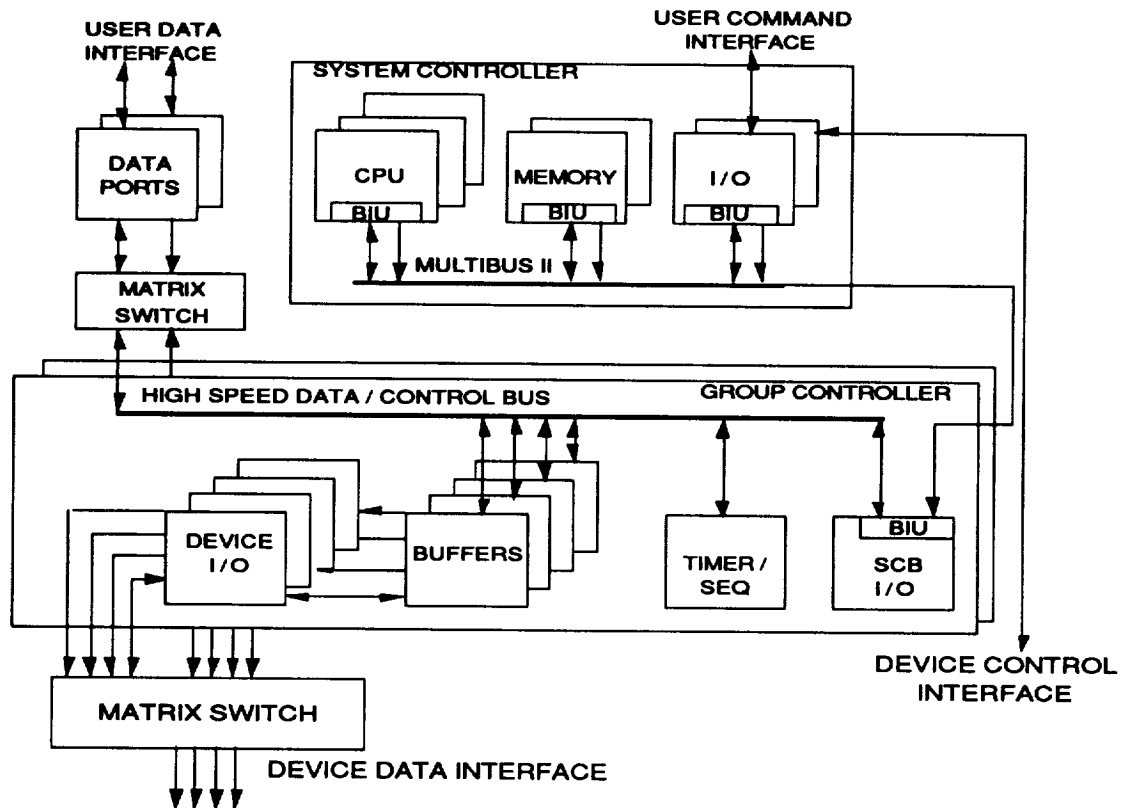 USER DATA
INTERFACE
USER COMMAND
INTERFACE
SYSTEM CONTROLLER
DATA
PORTS
CPU
BIU
MEMORY
BIU
I/O
BIU
MULTIBUS II
MATRIX
SWITCH
HIGH SPEED DATA / CONTROL BUS
GROUP CONTROLLER
DEVICE
I/O
BUFFERS
TIMER /
SEQ
BIU
SCB
I/O
DEVICE CONTROL
INTERFACE
MATRIX SWITCH
DEVICE DATA INTERFACE